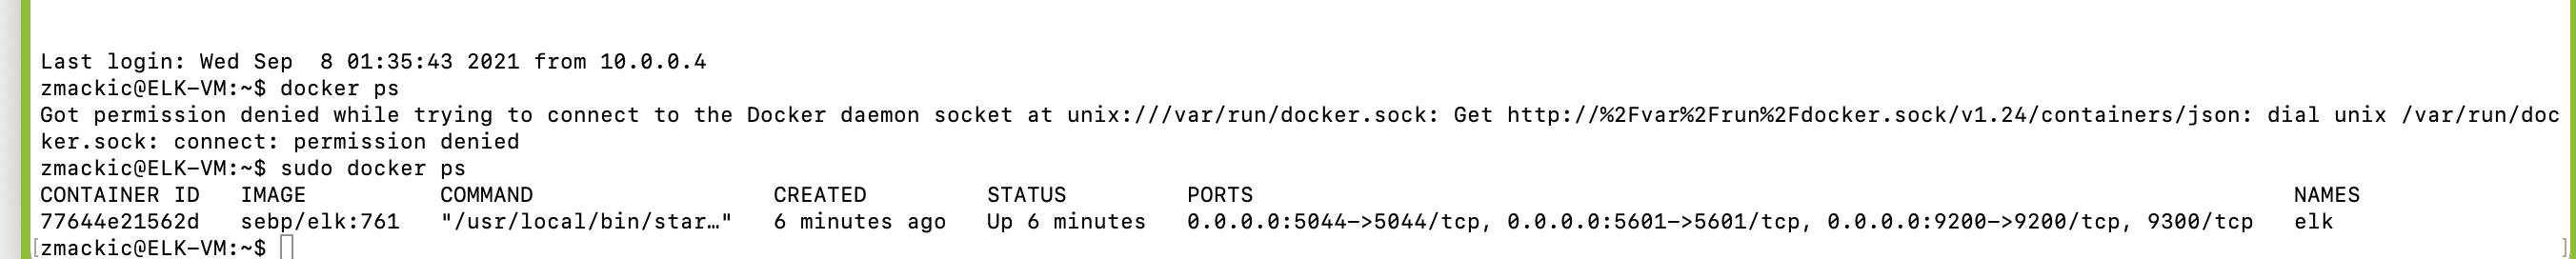 Last login: Wed Sep  8 01:35:43 2021 from 10.0.0.4
zmackic@ELK-VM:~$ docker ps
Got permission denied while trying to connect to the Docker daemon socket at unix:///var/run/docker.sock: Get http://%2Fvar%2Frun%2Fdocker.sock/v1.24/containers/json: dial unix /var/run/doc
ker.sock: connect: permission denied
zmackic@ELK-VM:~$ sudo docker ps
CONTAINER ID   IMAGE          COMMAND                  CREATED         STATUS         PORTS                                                                              NAMES
77644e21562d   sebp/elk:761   "/usr/local/bin/star…"   6 minutes ago   Up 6 minutes   0.0.0.0:5044->5044/tcp, 0.0.0.0:5601->5601/tcp, 0.0.0.0:9200->9200/tcp, 9300/tcp   elk
[zmackic@ELK-VM:~$ ]